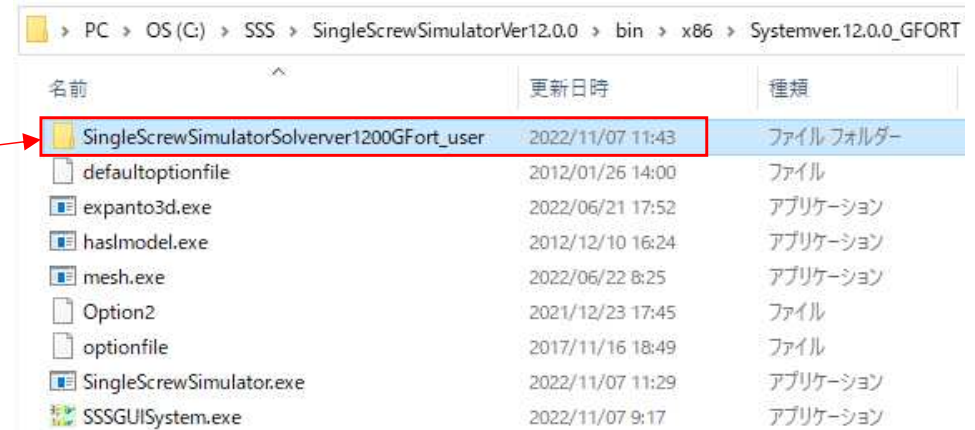 PC > OS (C:) > SSS > SingleScrewSimulatorVer12.0.0 > bin > x86 > Systemver.12.0.0_GFORT
名前 更新日時 種類
SingleScrewSimulatorSolverver1200GFort_user 2022/11/07 11:43 ファイル フォルダー
defaultoptionfile 2012/01/26 14:00 ファイル
expanto3d.exe 2022/06/21 17:52 アプリケーション
haslmodel.exe 2012/12/10 16:24 アプリケーション
mesh.exe 2022/06/22 8:25 アプリケーション
Option2 2021/12/23 17:45 ファイル
optionfile 2017/11/16 18:49 ファイル
SingleScrewSimulator.exe 2022/11/07 11:29 アプリケーション
SSSGUISystem.exe 2022/11/07 9:17 アプリケーション